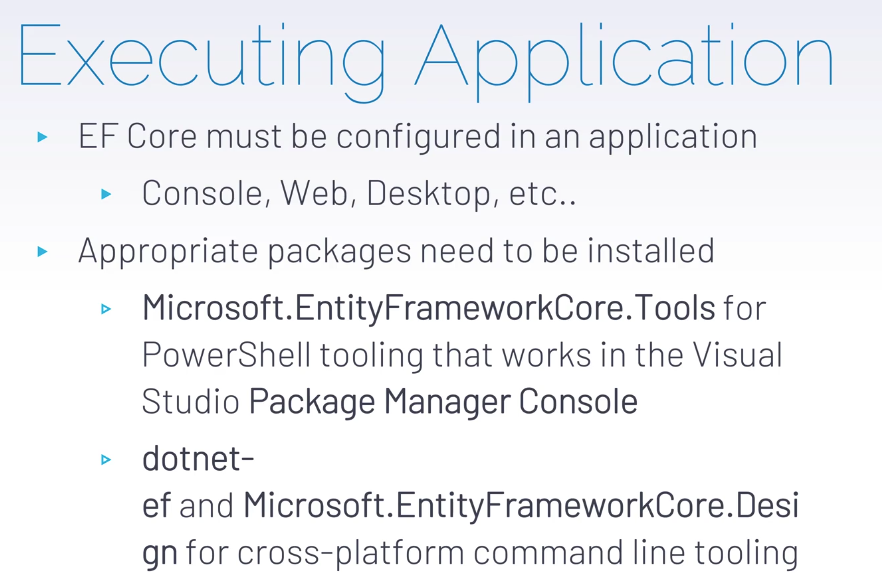 Executing Application
EF Core must be configured in an application
Console, Web, Desktop, etc..
Appropriate packages need to be installed
Microsoft.EntityFrameworkCore.Tools for
PowerShell tooling that works in the Visual
Studio Package Manager Console
dotnet-
ef and Microsoft.EntityFrameworkCore.Desi
gn for cross-platform command line tooling